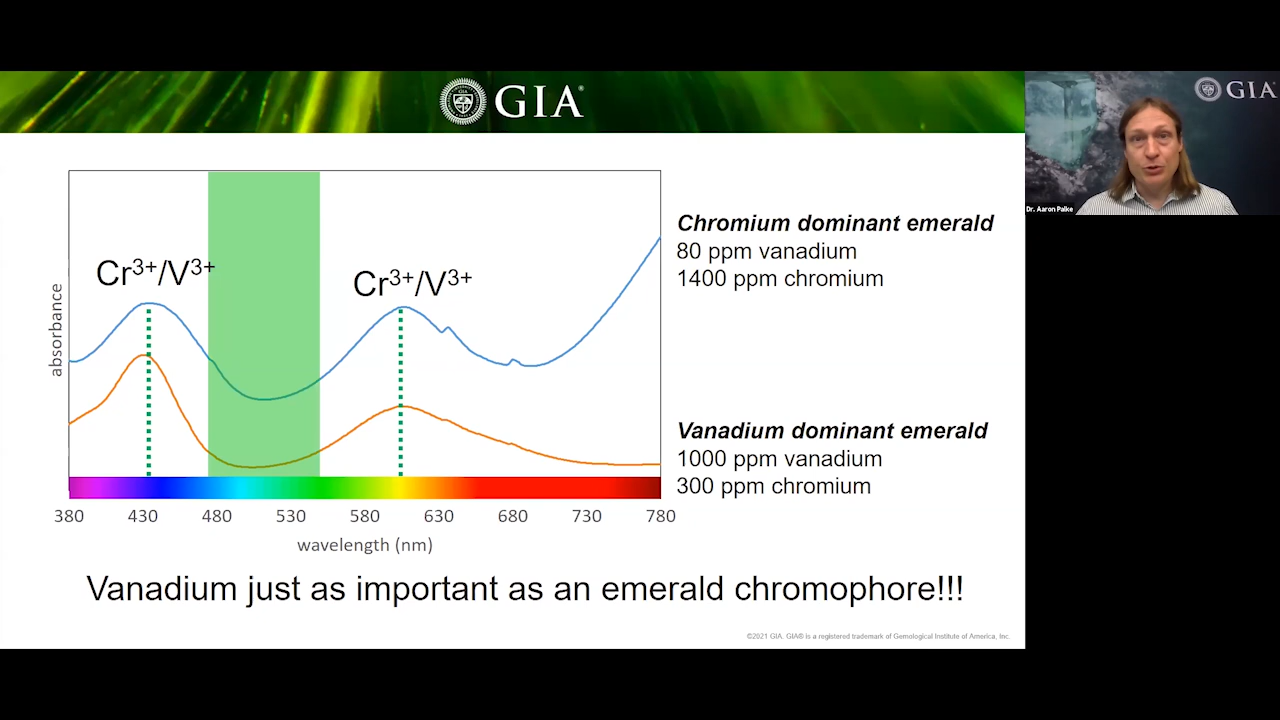 GIA®
GIA
Dr. Aaron Palke
Chromium dominant emerald
80 ppm vanadium
1400 ppm chromium
Cr3+/V3+
Cr3+/V3+
absorbance
Vanadium dominant emerald
1000 ppm vanadium
300 ppm chromium
380 430 480 530 580 630 680 730 780
wavelength (nm)
Vanadium just as important as an emerald chromophore!!!
©2021 GIA. GIA® is a registered trademark of Gemological Institute of America, Inc.